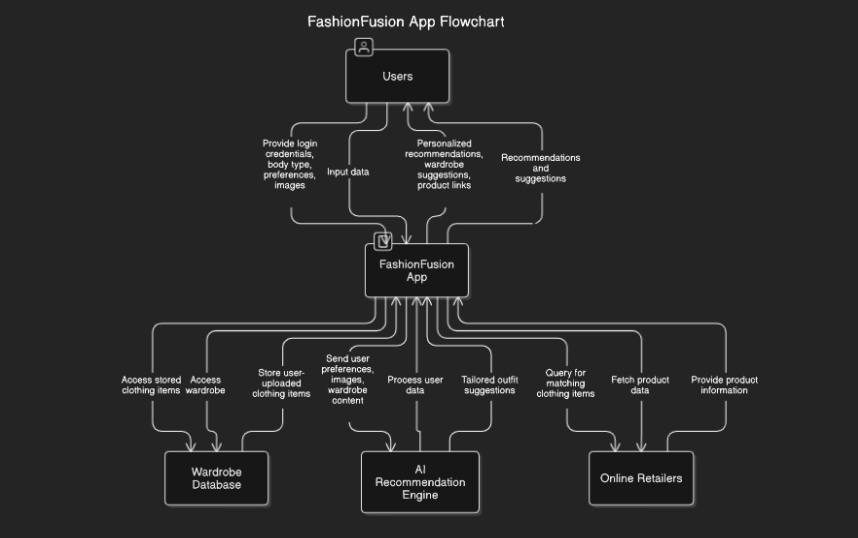 FashionFusion App Flowchart
Users
Provide login
credentials,
body type,
preferences,
images
Input data
Personalized
recommendations,
wardrobe
suggestions,
product links
Recommendations
and
suggestions
FashionFusion
App
Access stored
clothing items
Access
wardrobe
Store user-
uploaded
clothing items
Send user
preferences,
images,
wardrobe
content
Process user
data
Tailored outfit
suggestions
Query for
matching
clothing items
Fetch product
data
Provide product
information
Wardrobe
Database
AI
Recommendation
Engine
Online Retailers